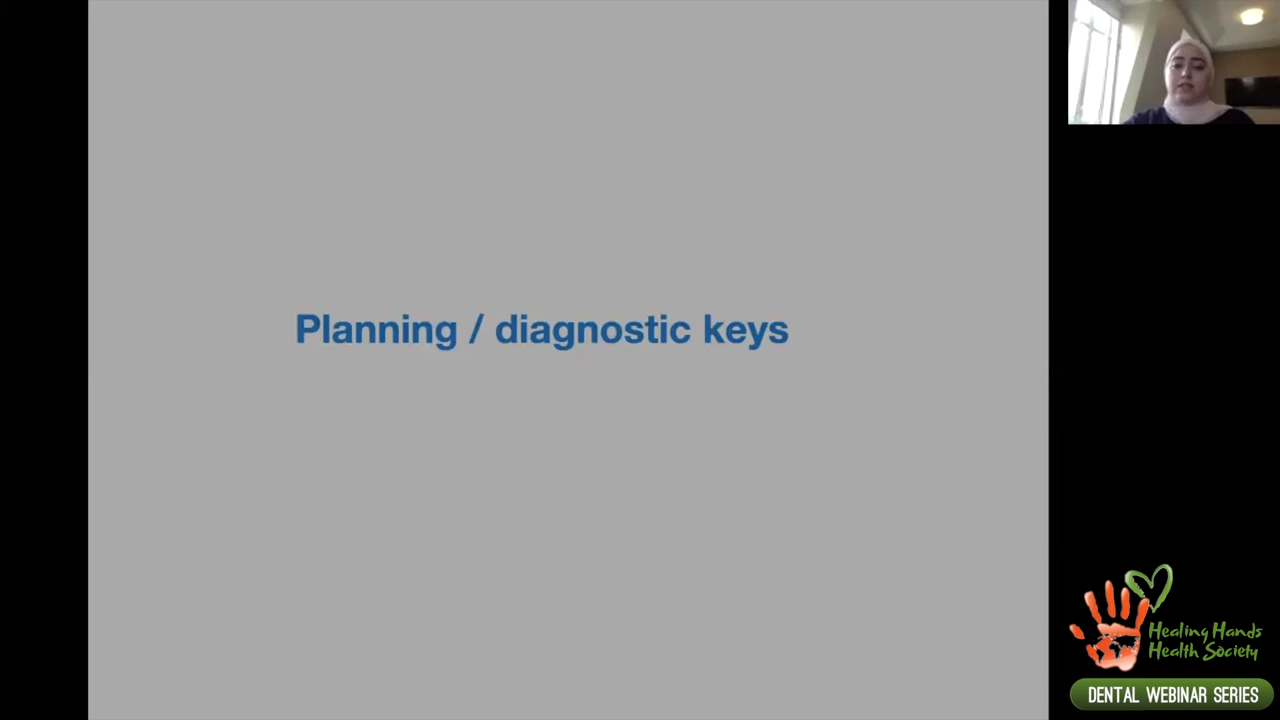 Planning / diagnostic keys
Healing Hands
Health Society
DENTAL WEBINAR SERIES